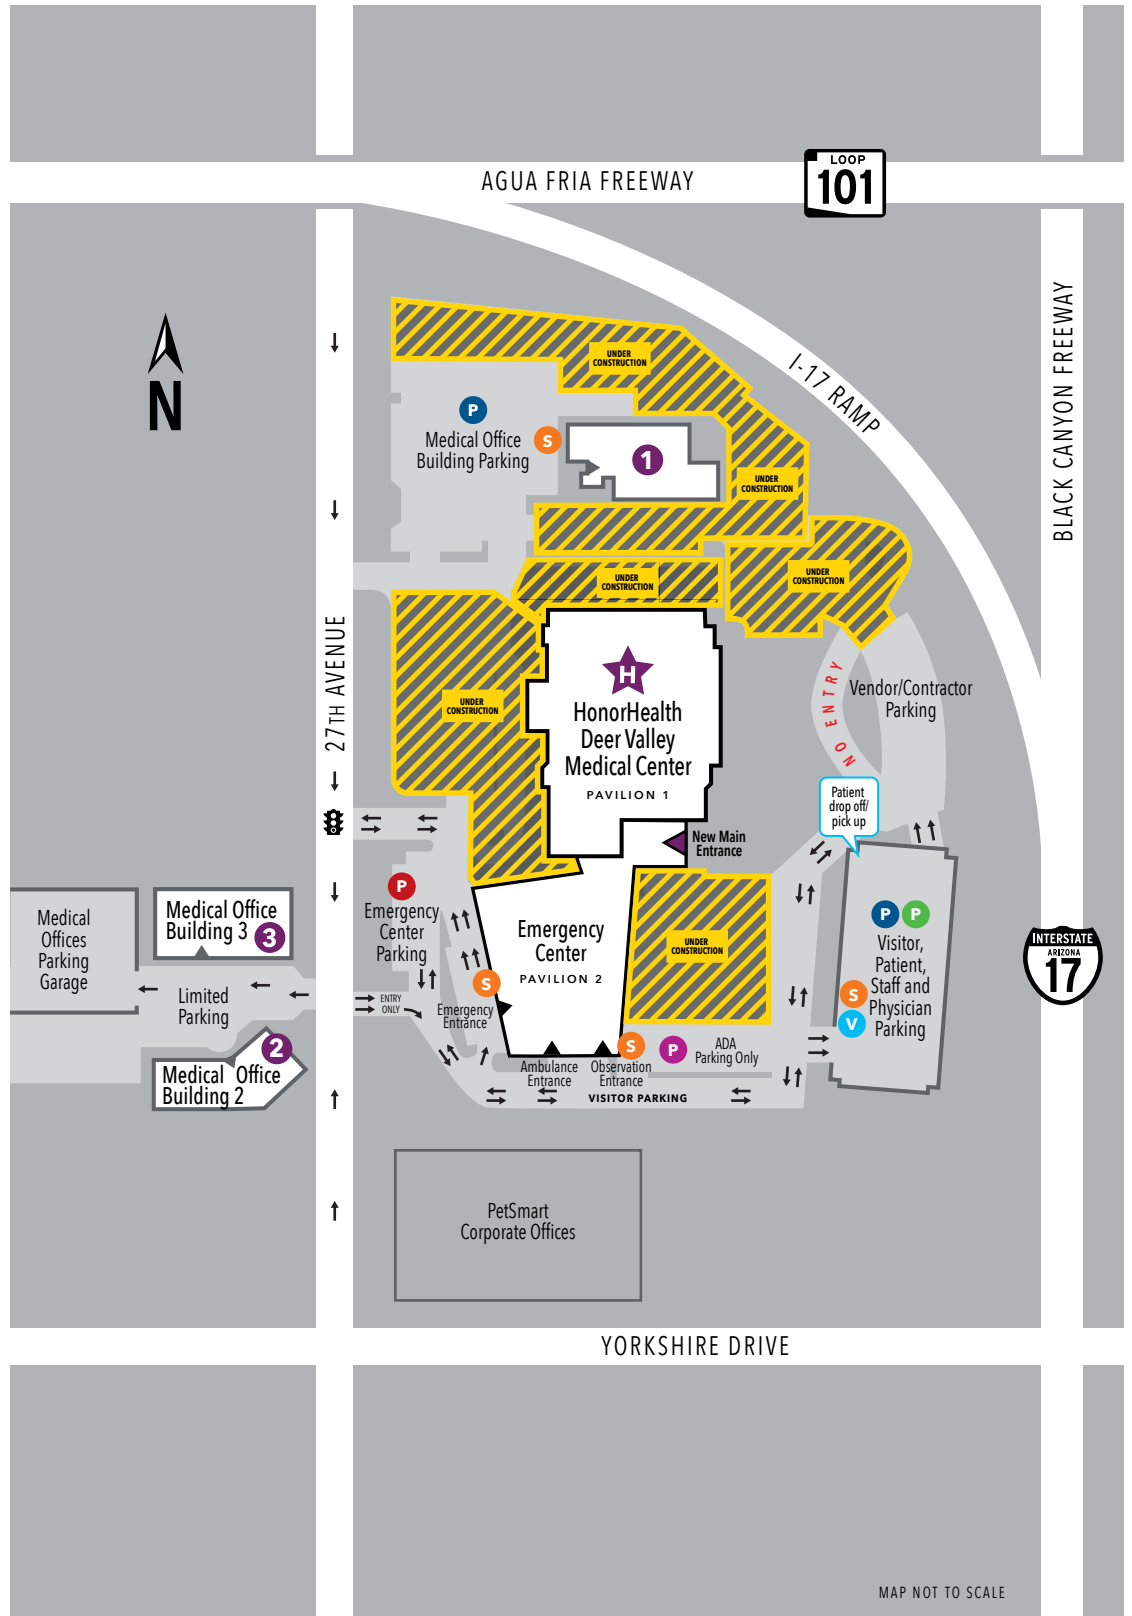 AGUA FRIA FREEWAY
LOOP
101
BLACK CANYON FREEWAY
I-17 RAMP
N
UNDER
CONSTRUCTION
P
Medical Office
Building Parking
S
1
UNDER
CONSTRUCTION
UNDER
CONSTRUCTION
UNDER
CONSTRUCTION
27TH AVENUE
UNDER
CONSTRUCTION
H
HonorHealth
Deer Valley
Medical Center
PAVILION 1
NO ENTRY
Vendor/Contractor
Parking
Patient
drop off/
pick up
New Main
Entrance
Medical
Offices
Parking
Garage
Medical Office
Building 3
3
P
Emergency
Center
Parking
Emergency
Center
PAVILION 2
UNDER
CONSTRUCTION
P
P
Visitor,
Patient,
Staff and
Physician
Parking
S
V
INTERSTATE
ARIZONA
17
Limited
Parking
ENTRY
ONLY
S
Emergency
Entrance
2
Medical Office
Building 2
Ambulance
Entrance
Observation
Entrance
S
P
ADA
Parking Only
VISITOR PARKING
PetSmart
Corporate Offices
YORKSHIRE DRIVE
MAP NOT TO SCALE